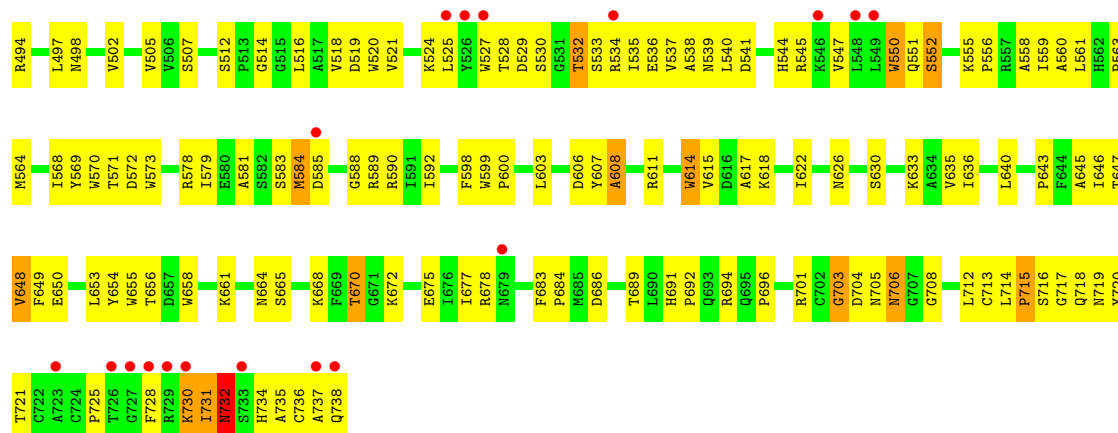 R494 L497 N498 V502 V505 V506 S507 S512 P513 G514 G515 L516 A517 V518 D519 W520 V521 K524 L525 Y526 W527 T528 D529 S530 G531 T532 S533 R534 I535 E536 V537 A538 N539 L540 D541 H544 R545 K546 V547 L548 L549 W550 Q551 S552 K555 P556 R557 A558 I559 A560 L561 H562 P563
M564 I568 Y569 W570 T571 D572 W573 R578 I579 E580 A581 S582 S583 M584 D585 G588 R589 R590 I591 I592 F598 W599 P600 L603 D606 Y607 A608 R611 W614 V615 D616 A617 K618 I622 N626 S630 K633 A634 V635 I636 L640 P643 F644 A645 I646
V648 F649 E650 L653 Y654 W655 T656 D657 W658 K661 N664 S665 K668 F669 T670 G671 K672 E675 I676 I677 R678 N679 F683 P684 M685 D686 T689 L690 H691 P692 Q693 R694 Q695 P696 R701 C702 G703 D704 N705 N706 G707 G708 L712 C713 L714 P715 S716 G717 Q718 N719
T721 C722 A723 C724 P725 T726 G727 F728 R729 K730 I731 N732 S733 H734 A735 C736 A737 Q738